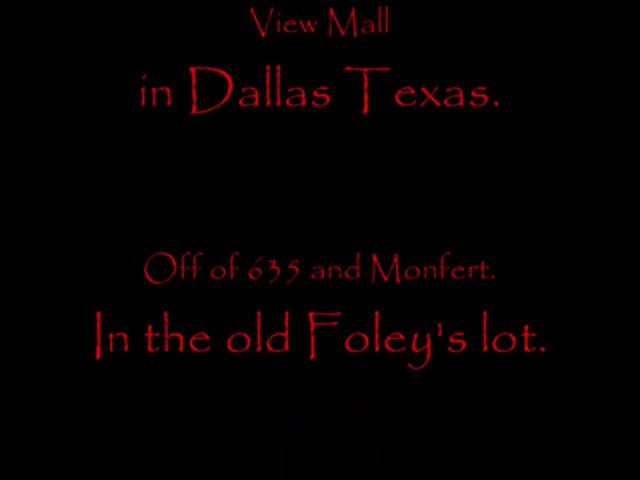 View Mall
in Dallas Texas.
Off of 635 and Monfert.
In the old Foley's lot.